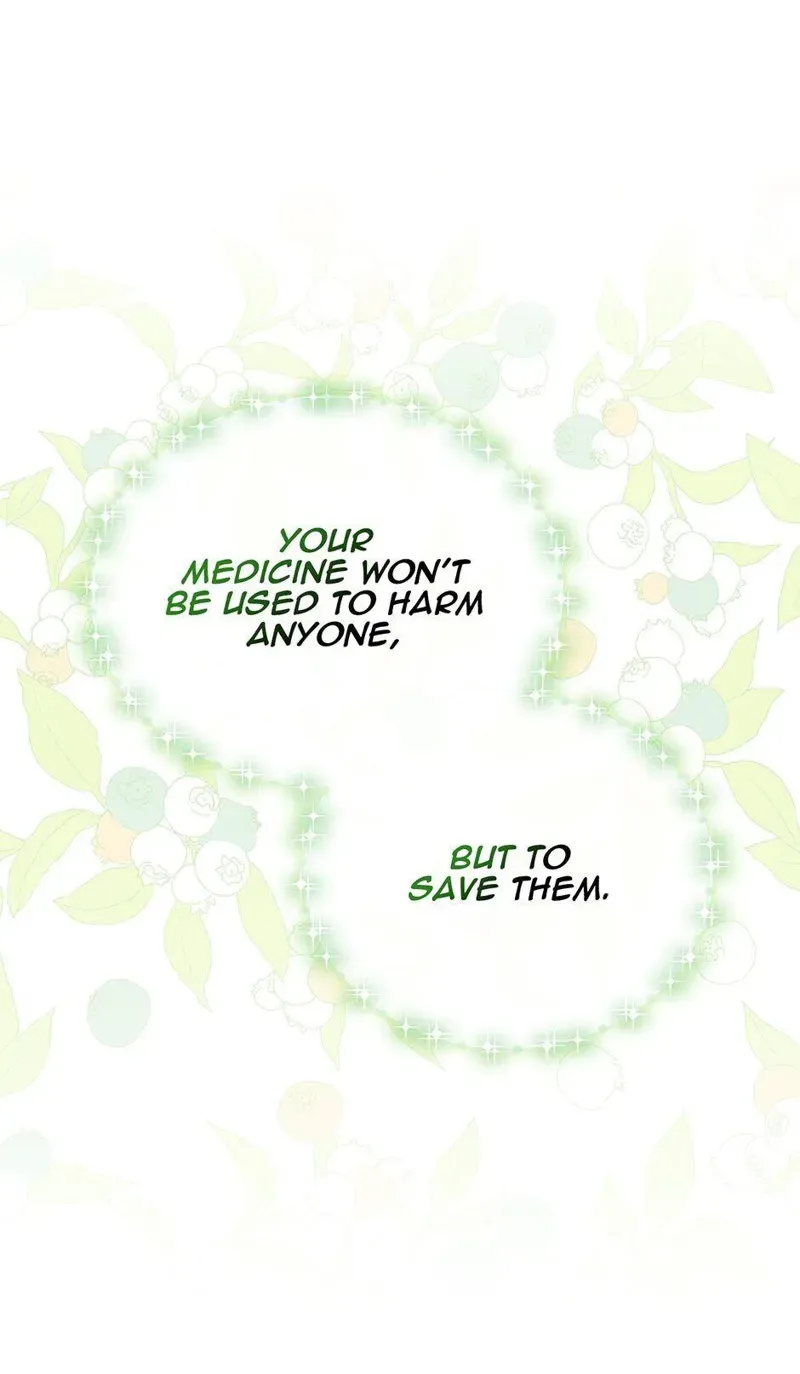 YOUR
MEDICINE WON'T
BE USED TO HARM
ANYONE,
BUT TO
SAVE THEM.